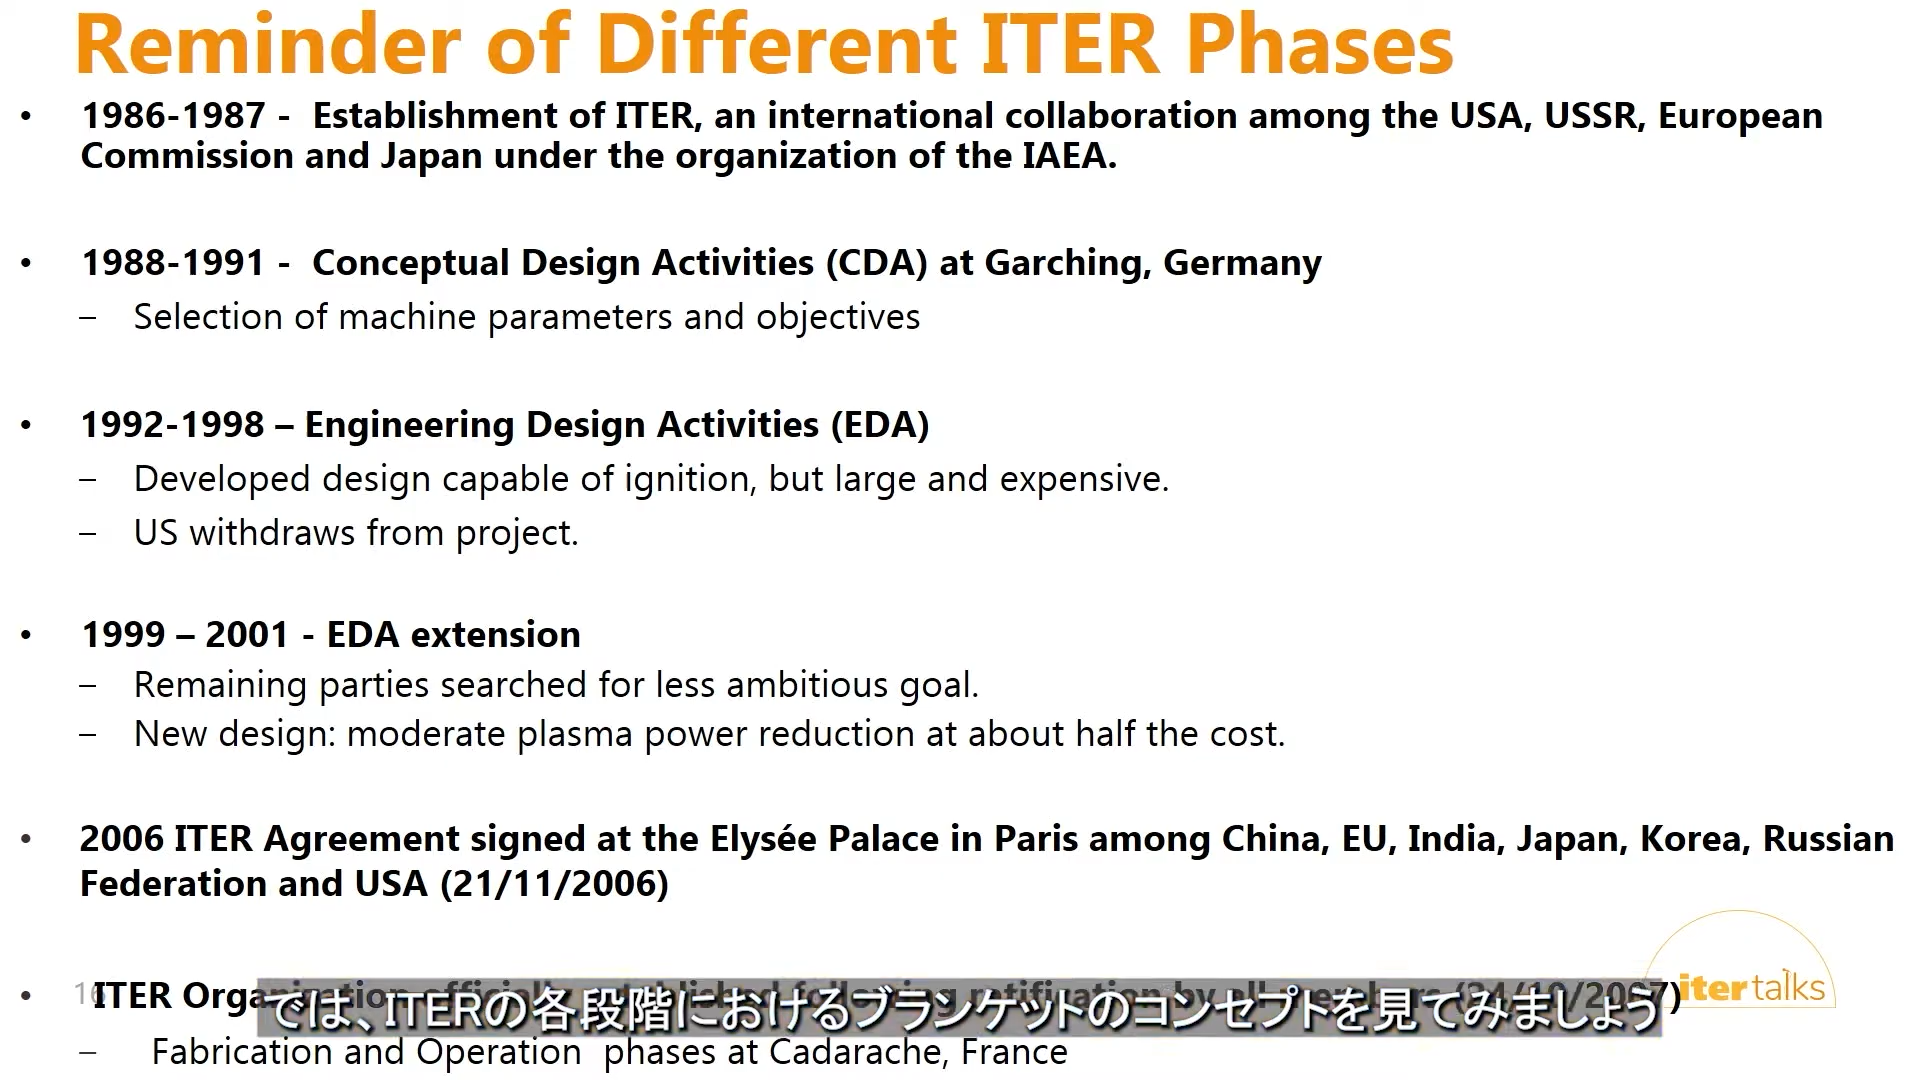 Reminder of Different ITER Phases
• 1986-1987 - Establishment of ITER, an international collaboration among the USA, USSR, European
Commission and Japan under the organization of the IAEA.
• 1988-1991 - Conceptual Design Activities (CDA) at Garching, Germany
– Selection of machine parameters and objectives
• 1992-1998 – Engineering Design Activities (EDA)
– Developed design capable of ignition, but large and expensive.
– US withdraws from project.
• 1999 – 2001 - EDA extension
– Remaining parties searched for less ambitious goal.
– New design: moderate plasma power reduction at about half the cost.
• 2006 ITER Agreement signed at the Elysée Palace in Paris among China, EU, India, Japan, Korea, Russian
Federation and USA (21/11/2006)
• ITER Organization officially established following ratification by all members (24/10/2007)
iter talks
16
では、ITERの各段階におけるブランケットのコンセプトを見てみましょう
– Fabrication and Operation phases at Cadarache, France